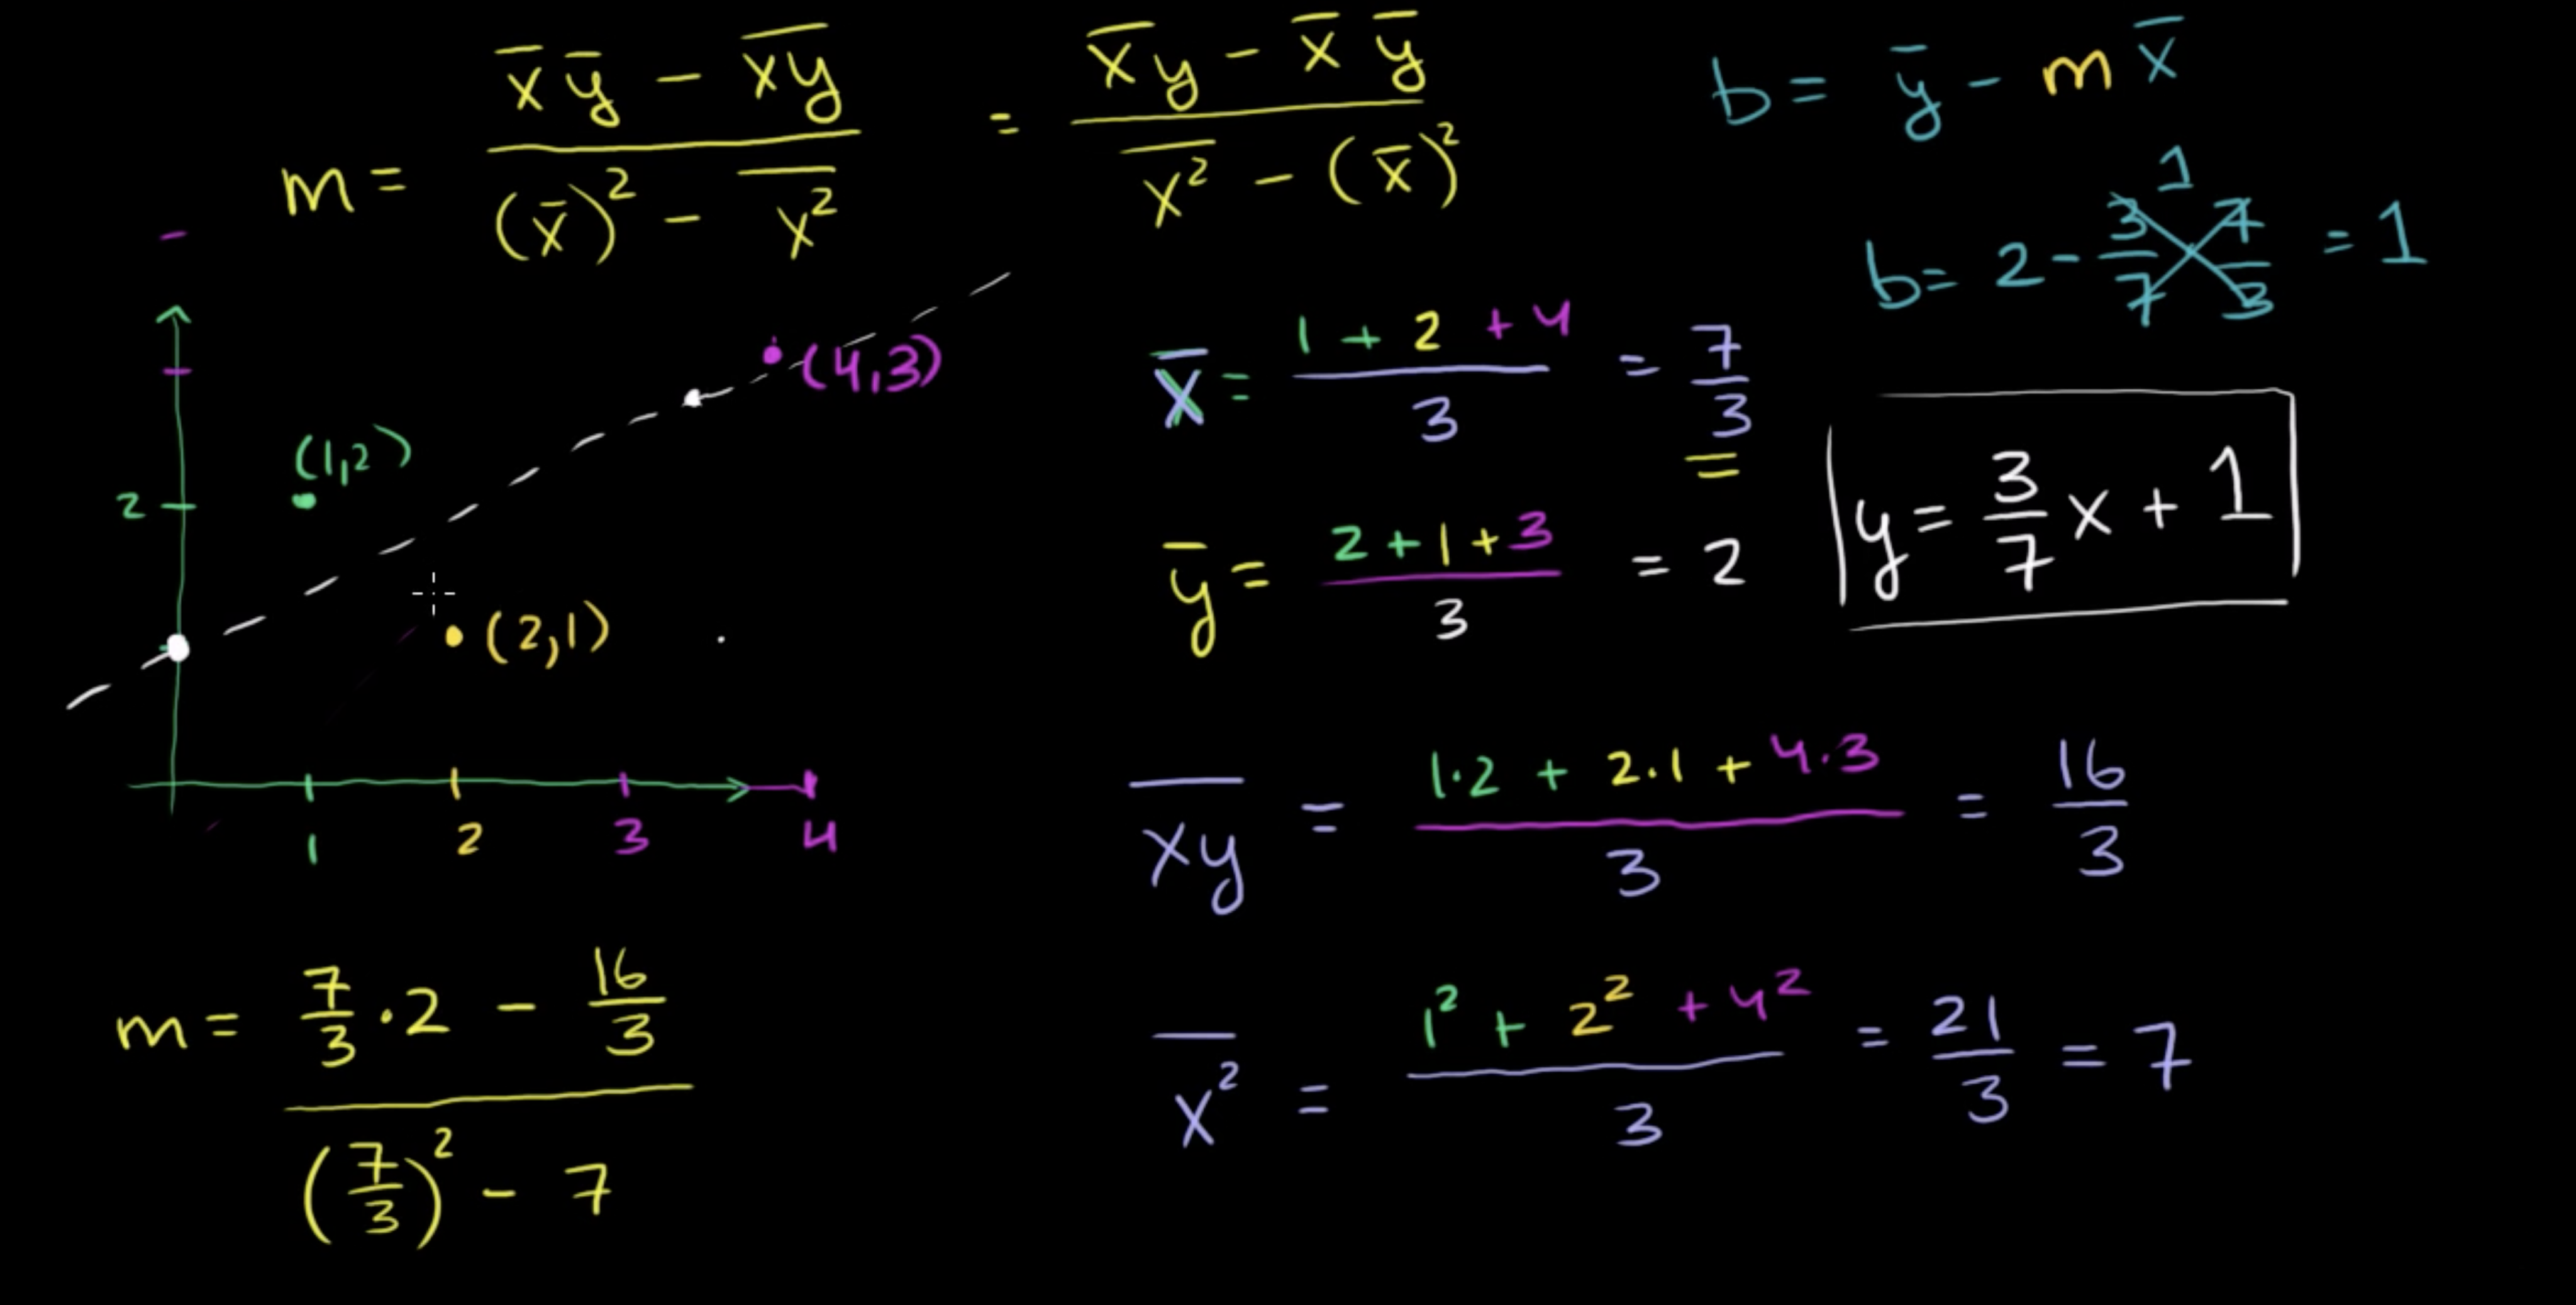 m = (x̄ ȳ − x̅y̅) / ((x̄)² − x̅²̅) = (x̅y̅ − x̄ ȳ) / (x̅²̅ − (x̄)²)
b = ȳ − m x̄
b = 2 − 3/7 · 7/3 = 1
1
x̄ = (1 + 2 + 4) / 3 = 7/3
y = 3/7 x + 1
ȳ = (2 + 1 + 3) / 3 = 2
x̅y̅ = (1·2 + 2·1 + 4·3) / 3 = 16/3
x̅²̅ = (1² + 2² + 4²) / 3 = 21/3 = 7
(4,3)
(1,2)
2
(2,1)
1 2 3 4
m = (7/3 · 2 − 16/3) / ((7/3)² − 7)